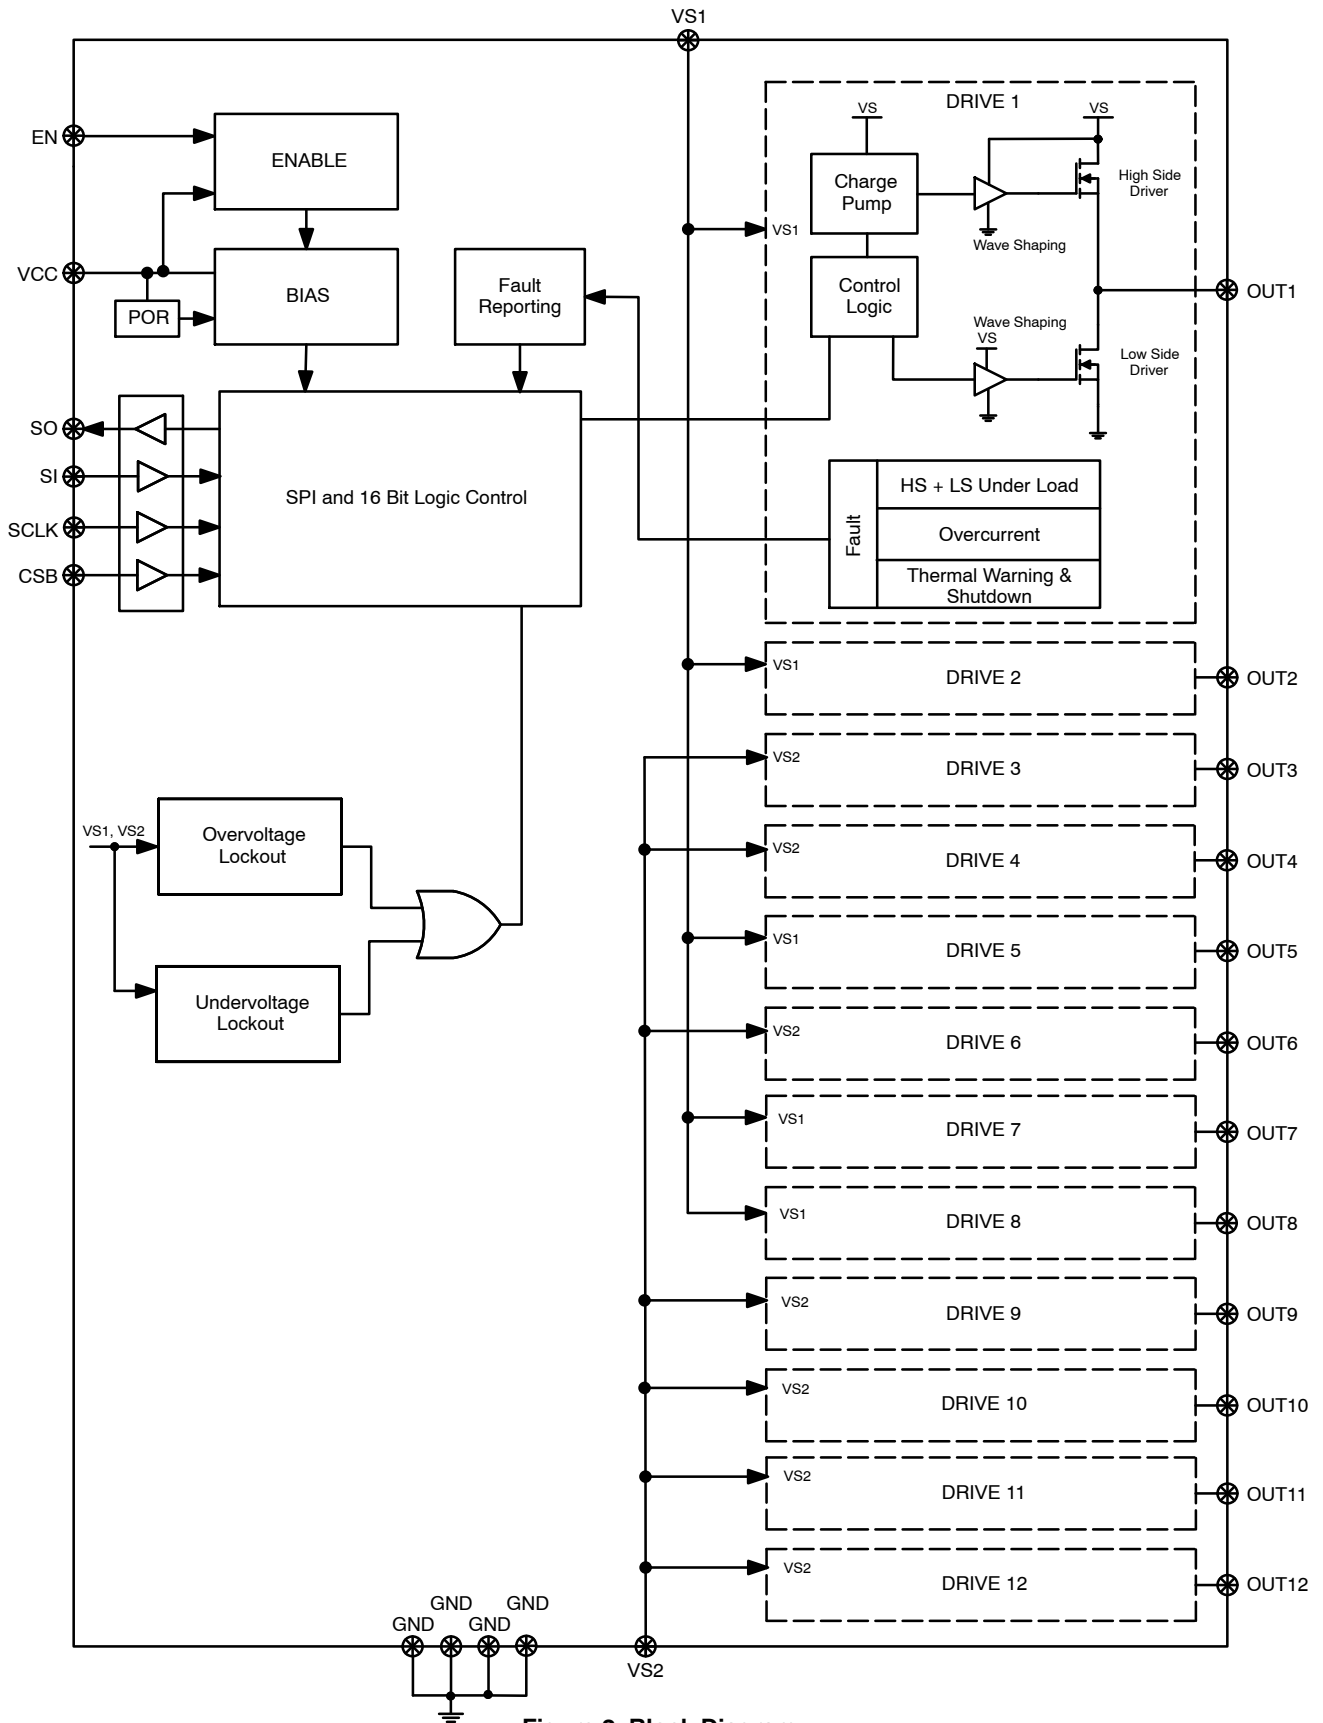 VS1
DRIVE 1
VS
VS
EN
ENABLE
Charge
Pump
High Side
Driver
VS1
Wave Shaping
VCC
BIAS
POR
Fault
Reporting
Control
Logic
OUT1
Wave Shaping
VS
Low Side
Driver
SO
SI
SCLK
CSB
SPI and 16 Bit Logic Control
Fault
HS + LS Under Load
Overcurrent
Thermal Warning &
Shutdown
VS1
DRIVE 2
OUT2
VS2
DRIVE 3
OUT3
VS1, VS2
Overvoltage
Lockout
VS2
DRIVE 4
OUT4
VS1
DRIVE 5
OUT5
Undervoltage
Lockout
VS2
DRIVE 6
OUT6
VS1
DRIVE 7
OUT7
VS1
DRIVE 8
OUT8
VS2
DRIVE 9
OUT9
VS2
DRIVE 10
OUT10
VS2
DRIVE 11
OUT11
VS2
DRIVE 12
OUT12
GND
GND
GND
GND
VS2